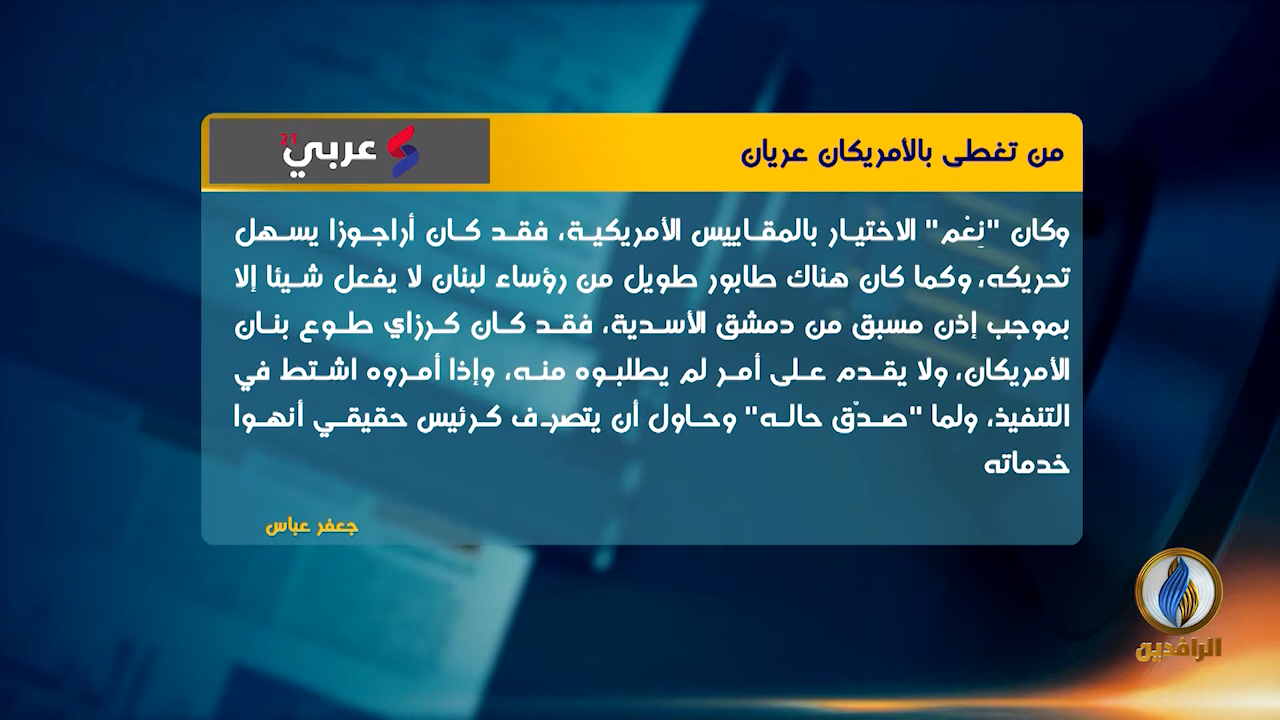 من تغطى بالأمريكان عريان
عربي 21
وكان "نِعْم" الاختيار بالمقاييس الأمريكية، فقد كان أراجوزا يسهل
تحريكه، وكما كان هناك طابور طويل من رؤساء لبنان لا يفعل شيئا إلا
بموجب إذن مسبق من دمشق الأسدية، فقد كان كرزاي طوع بنان
الأمريكان، ولا يقدم على أمر لم يطلبوه منه، وإذا أمروه اشتط في
التنفيذ، ولما "صدّق حاله" وحاول أن يتصرف كرئيس حقيقي أنهوا
خدماته
جعفر عباس
الرافدين